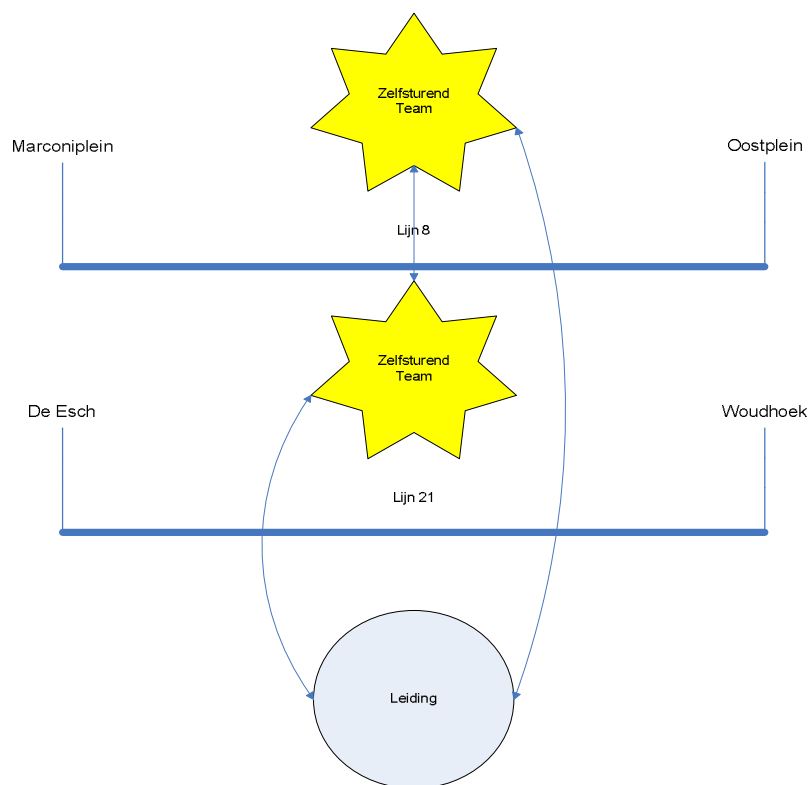 Zelfsturend
Team
Marconiplein
Oostplein
Lijn 8
Zelfsturend
Team
De Esch
Woudhoek
Lijn 21
Leiding